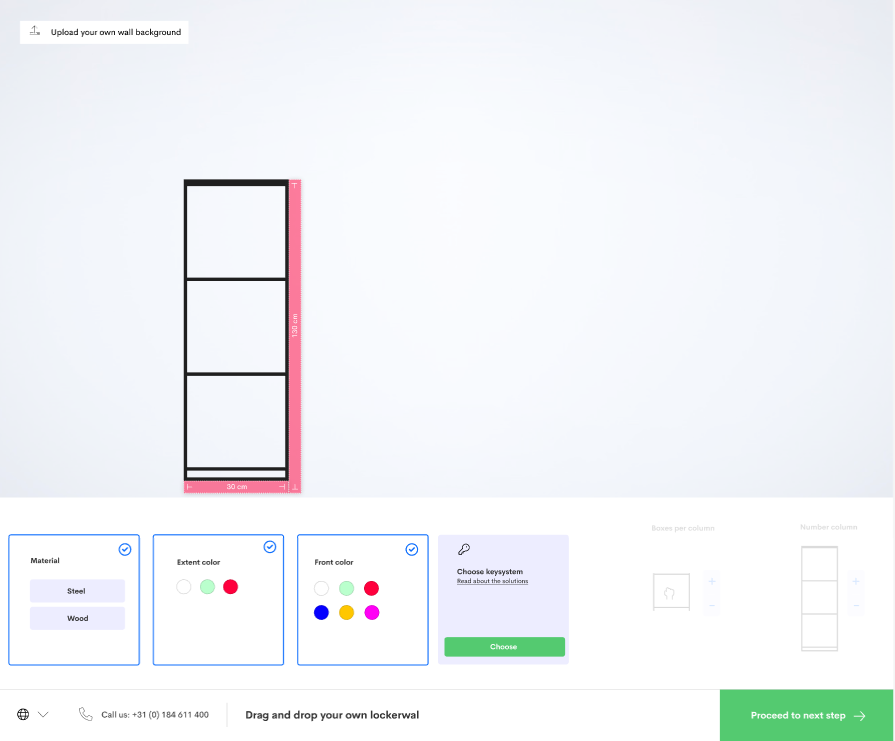 Upload your own wall background
130 cm
30 cm
Material
Steel
Wood
Extent color
Front color
Choose keysystem
Read about the solutions
Choose
Boxes per column
+
-
Number column
+
-
Call us: +31 (0) 184 611 400
Drag and drop your own lockerwal
Proceed to next step